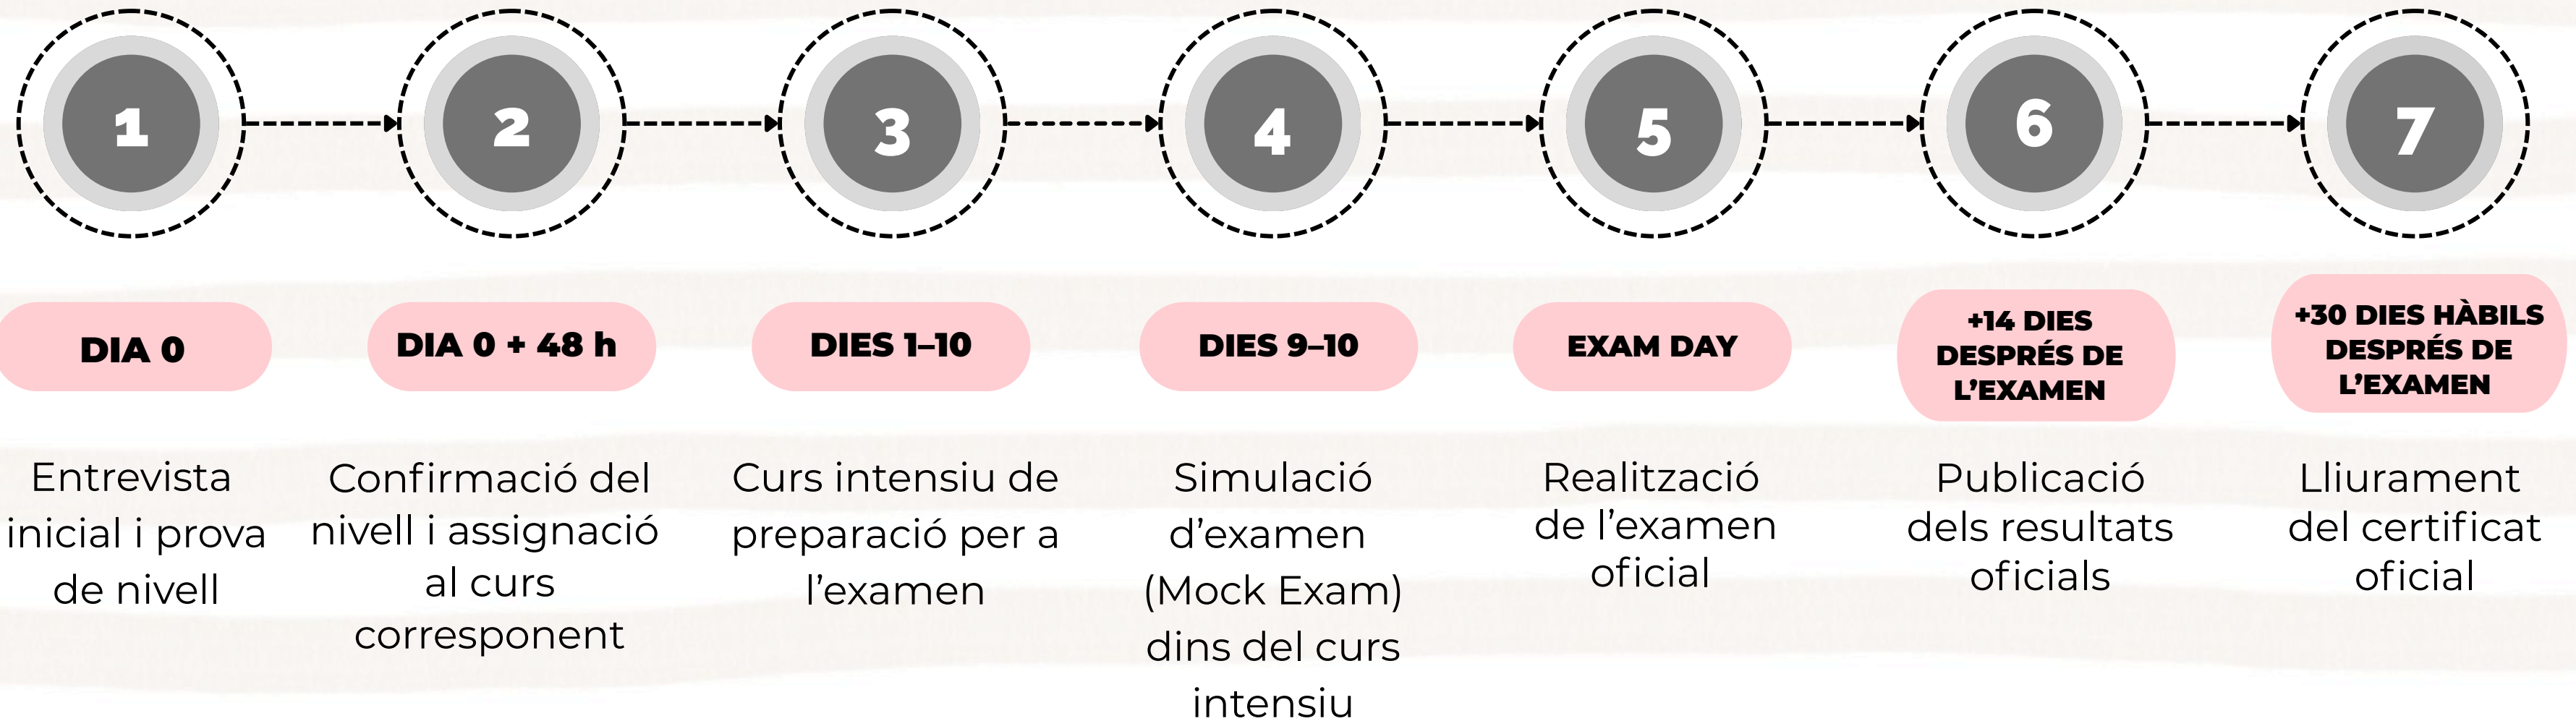 1
2
3
4
5
6
7
DIA 0
DIA 0 + 48 h
DIES 1–10
DIES 9–10
EXAM DAY
+14 DIES
DESPRÉS DE
L’EXAMEN
+30 DIES HÀBILS
DESPRÉS DE
L’EXAMEN
Entrevista
inicial i prova
de nivell
Confirmació del
nivell i assignació
al curs
corresponent
Curs intensiu de
preparació per a
l’examen
Simulació
d’examen
(Mock Exam)
dins del curs
intensiu
Realització
de l’examen
oficial
Publicació
dels resultats
oficials
Lliurament
del certificat
oficial